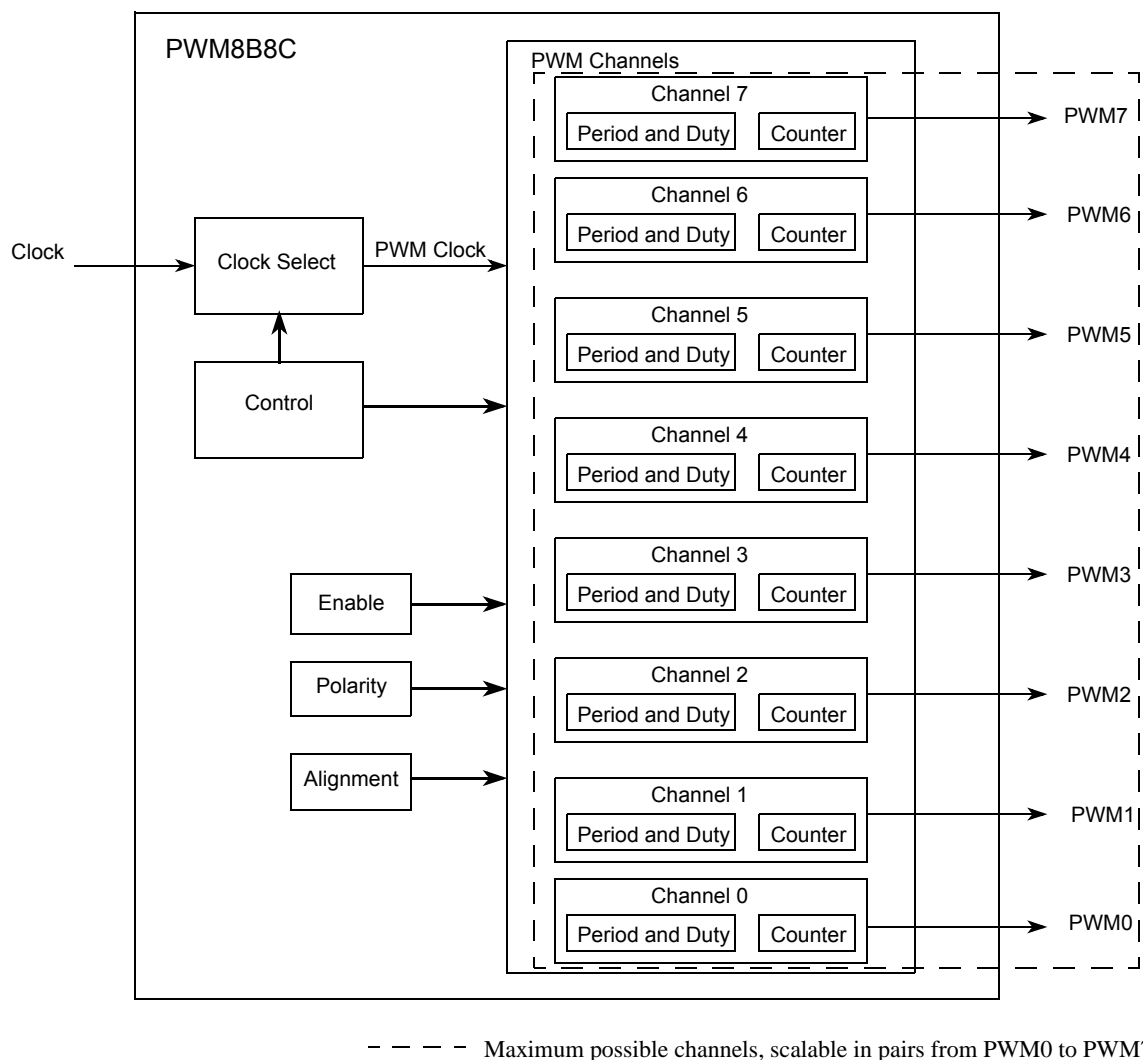 PWM8B8C
PWM Channels
Channel 7
Period and Duty
Counter
PWM7
Channel 6
Period and Duty
Counter
PWM6
Clock
Clock Select
PWM Clock
Channel 5
Period and Duty
Counter
PWM5
Control
Channel 4
Period and Duty
Counter
PWM4
Channel 3
Period and Duty
Counter
PWM3
Enable
Polarity
Alignment
Channel 2
Period and Duty
Counter
PWM2
Channel 1
Period and Duty
Counter
PWM1
Channel 0
Period and Duty
Counter
PWM0
Maximum possible channels, scalable in pairs from PWM0 to